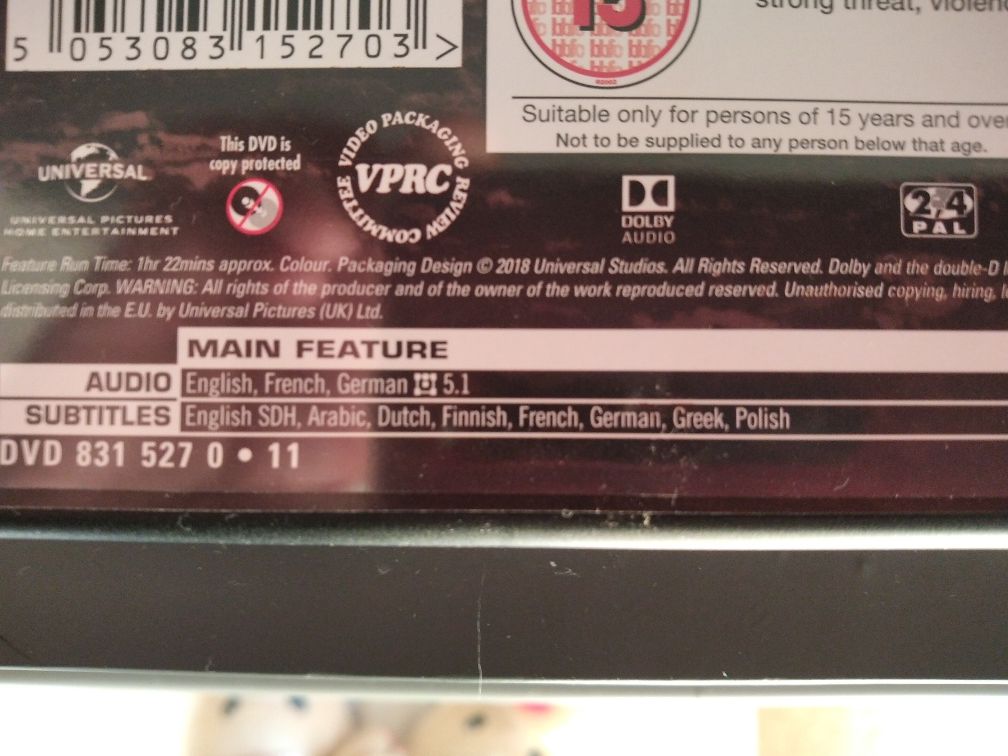 strong threat, violen
5 053083 152703 >
15
Suitable only for persons of 15 years and over
Not to be supplied to any person below that age.
UNIVERSAL
UNIVERSAL PICTURES
HOME ENTERTAINMENT
This DVD is
copy protected
VIDEO PACKAGING REVIEW COMMITTEE
VPRC
DOLBY
AUDIO
2,4
PAL
Feature Run Time: 1hr 22mins approx. Colour. Packaging Design © 2018 Universal Studios. All Rights Reserved. Dolby and the double-D
Licensing Corp. WARNING: All rights of the producer and of the owner of the work reproduced reserved. Unauthorised copying, hiring,
distributed in the E.U. by Universal Pictures (UK) Ltd.
MAIN FEATURE
AUDIO English, French, German 5.1
SUBTITLES English SDH, Arabic, Dutch, Finnish, French, German, Greek, Polish
DVD 831 527 0 • 11